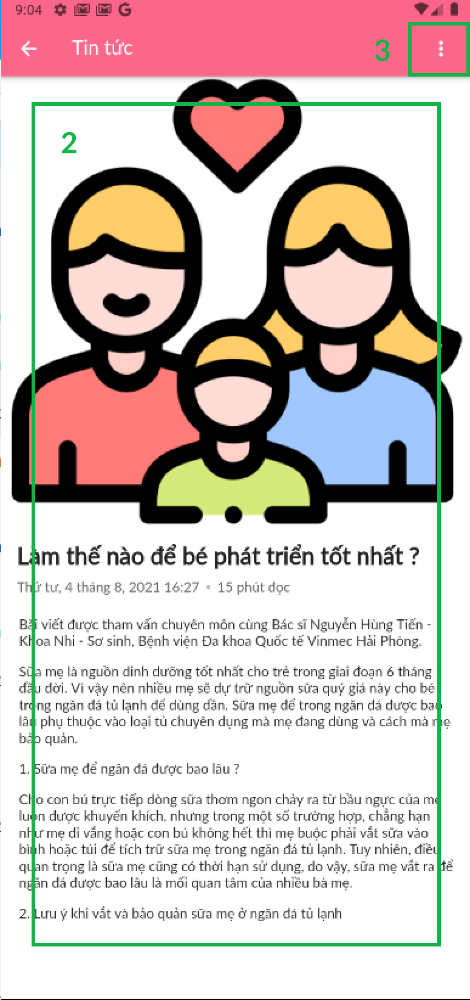 9:04
Tin tức
3
2
Làm thế nào để bé phát triển tốt nhất ?
Thứ tư, 4 tháng 8, 2021 16:27 • 15 phút đọc
Bài viết được tham vấn chuyên môn cùng Bác sĩ Nguyễn Hùng Tiến -
Khoa Nhi - Sơ sinh, Bệnh viện Đa khoa Quốc tế Vinmec Hải Phòng.
Sữa mẹ là nguồn dinh dưỡng tốt nhất cho trẻ trong giai đoạn 6 tháng
đầu đời. Vì vậy nên nhiều mẹ sẽ dự trữ nguồn sữa quý giá này cho bé
trong ngăn đá tủ lạnh để dùng dần. Sữa mẹ để trong ngăn đá được bao
lâu phụ thuộc vào loại tủ chuyên dụng mà mẹ đang dùng và cách mà mẹ
bảo quản.
1. Sữa mẹ để ngăn đá được bao lâu ?
Cho con bú trực tiếp dòng sữa thơm ngon chảy ra từ bầu ngực của mẹ
luôn được khuyến khích, nhưng trong một số trường hợp, chẳng hạn
như mẹ đi vắng hoặc con bú không hết thì mẹ buộc phải vắt sữa vào
bình hoặc túi để tích trữ sữa mẹ trong ngăn đá tủ lạnh. Tuy nhiên, điều
quan trọng là sữa mẹ cũng có thời hạn sử dụng, do vậy, sữa mẹ vắt ra để
ngăn đá được bao lâu là mối quan tâm của nhiều bà mẹ.
2. Lưu ý khi vắt và bảo quản sữa mẹ ở ngăn đá tủ lạnh